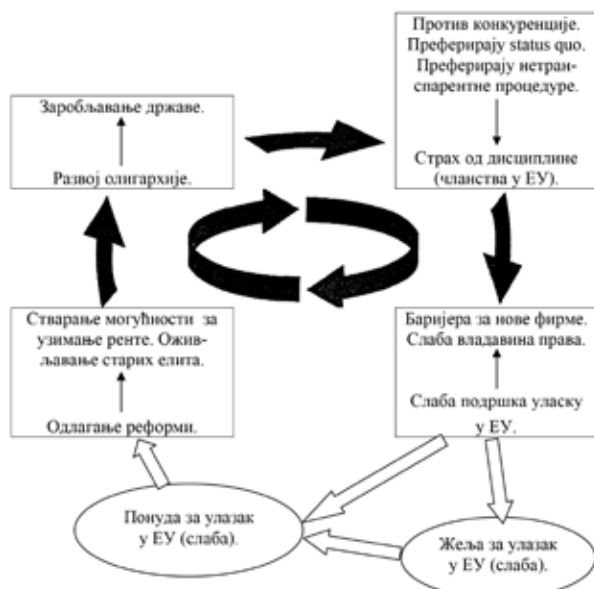 Против конкуренције.
Преферирају status quo.
Преферирају нетран-
спарентне процедуре.
Страх од дисциплине
(чланства у ЕУ).
Заробљавање државе.
Развој олигархије.
Стварање могућности за
узимање ренте. Ожив-
љавање старих елита.
Одлагање реформи.
Баријера за нове фирме.
Слаба владавина права.
Слаба подршка уласку
у ЕУ.
Понуда за улазак
у ЕУ (слаба).
Жеља за улазак
у ЕУ (слаба).